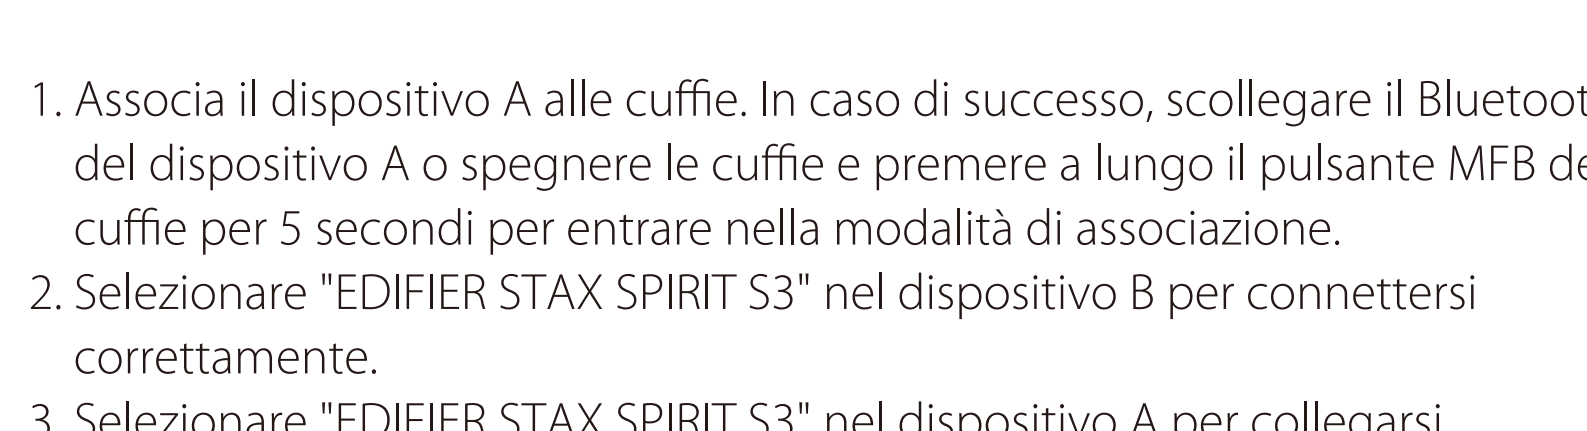 1. Associa il dispositivo A alle cuffie. In caso di successo, scollegare il Bluetoot
del dispositivo A o spegnere le cuffie e premere a lungo il pulsante MFB de
cuffie per 5 secondi per entrare nella modalità di associazione.
2. Selezionare "EDIFIER STAX SPIRIT S3" nel dispositivo B per connettersi
correttamente.
3. Selezionare "EDIFIER STAX SPIRIT S3" nel dispositivo A per collegarsi